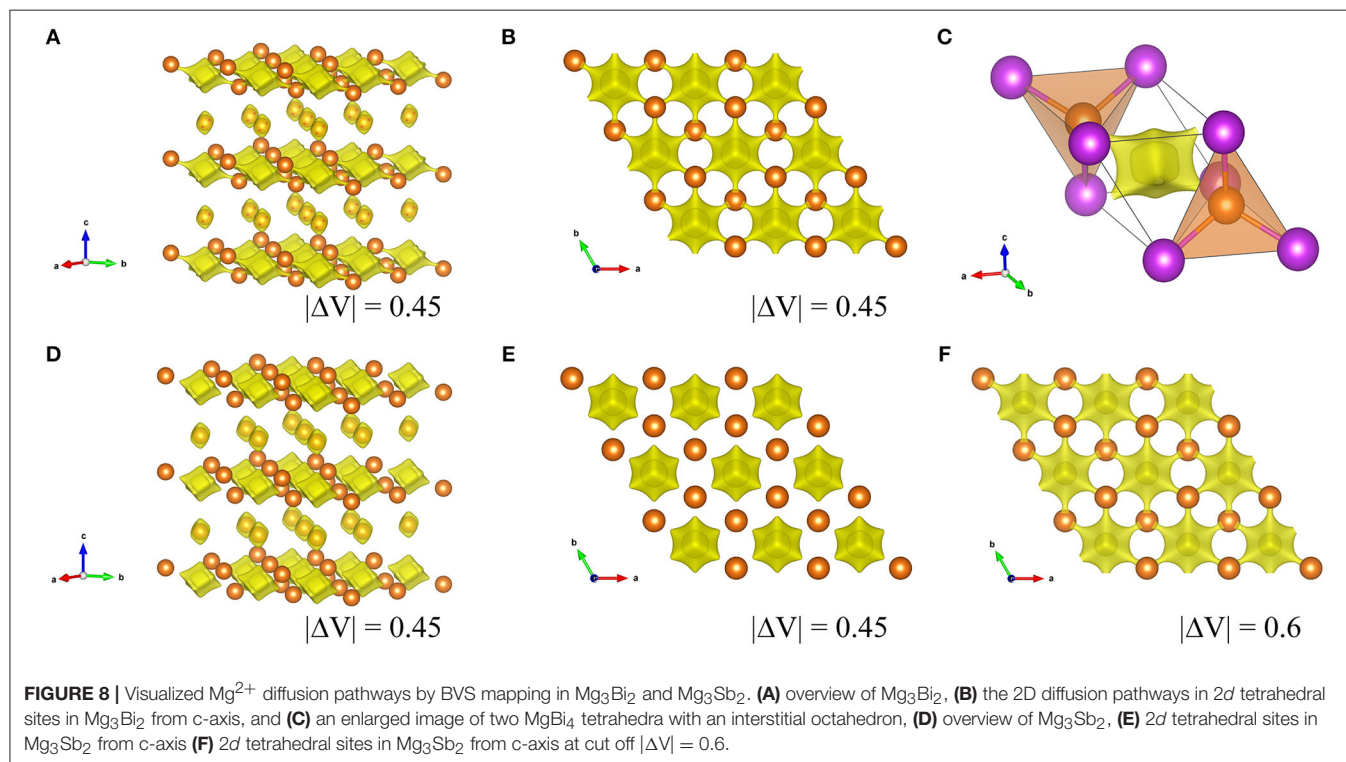 A
B
C
c
a
b
|ΔV| = 0.45
b
a
|ΔV| = 0.45
c
a
b
D
E
F
c
a
b
|ΔV| = 0.45
b
a
|ΔV| = 0.45
b
a
|ΔV| = 0.6
FIGURE 8 | Visualized Mg2+ diffusion pathways by BVS mapping in Mg3Bi2 and Mg3Sb2. (A) overview of Mg3Bi2, (B) the 2D diffusion pathways in 2d tetrahedral
sites in Mg3Bi2 from c-axis, and (C) an enlarged image of two MgBi4 tetrahedra with an interstitial octahedron, (D) overview of Mg3Sb2, (E) 2d tetrahedral sites in
Mg3Sb2 from c-axis (F) 2d tetrahedral sites in Mg3Sb2 from c-axis at cut off |ΔV| = 0.6.